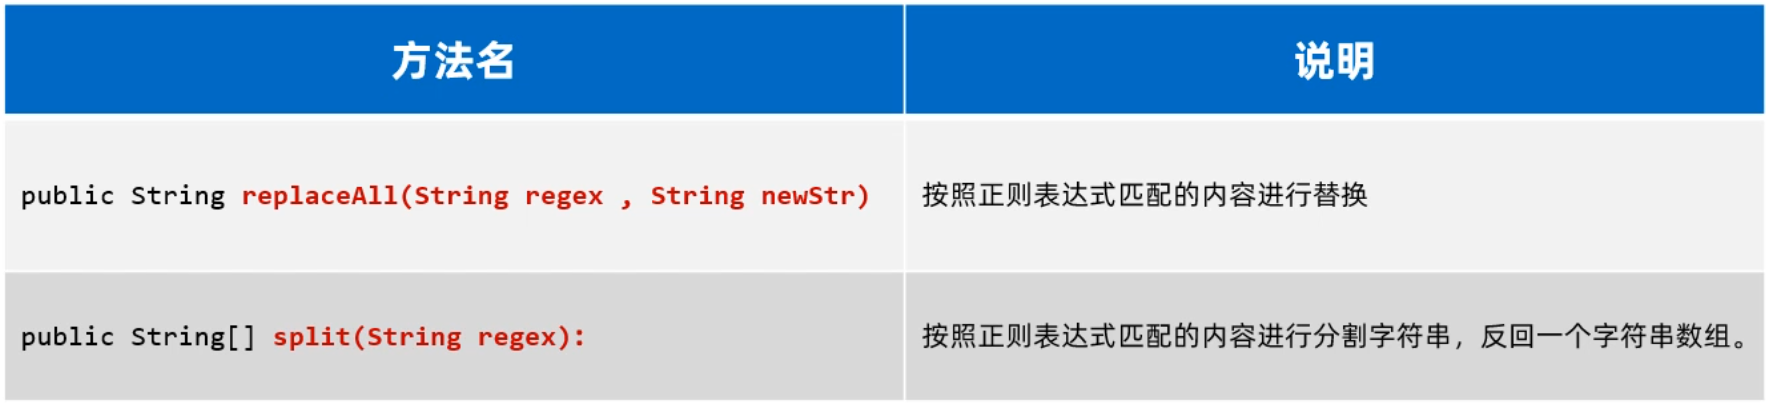 方法名
说明
public String replaceAll(String regex , String newStr)
按照正则表达式匹配的内容进行替换
public String[] split(String regex):
按照正则表达式匹配的内容进行分割字符串，反回一个字符串数组。